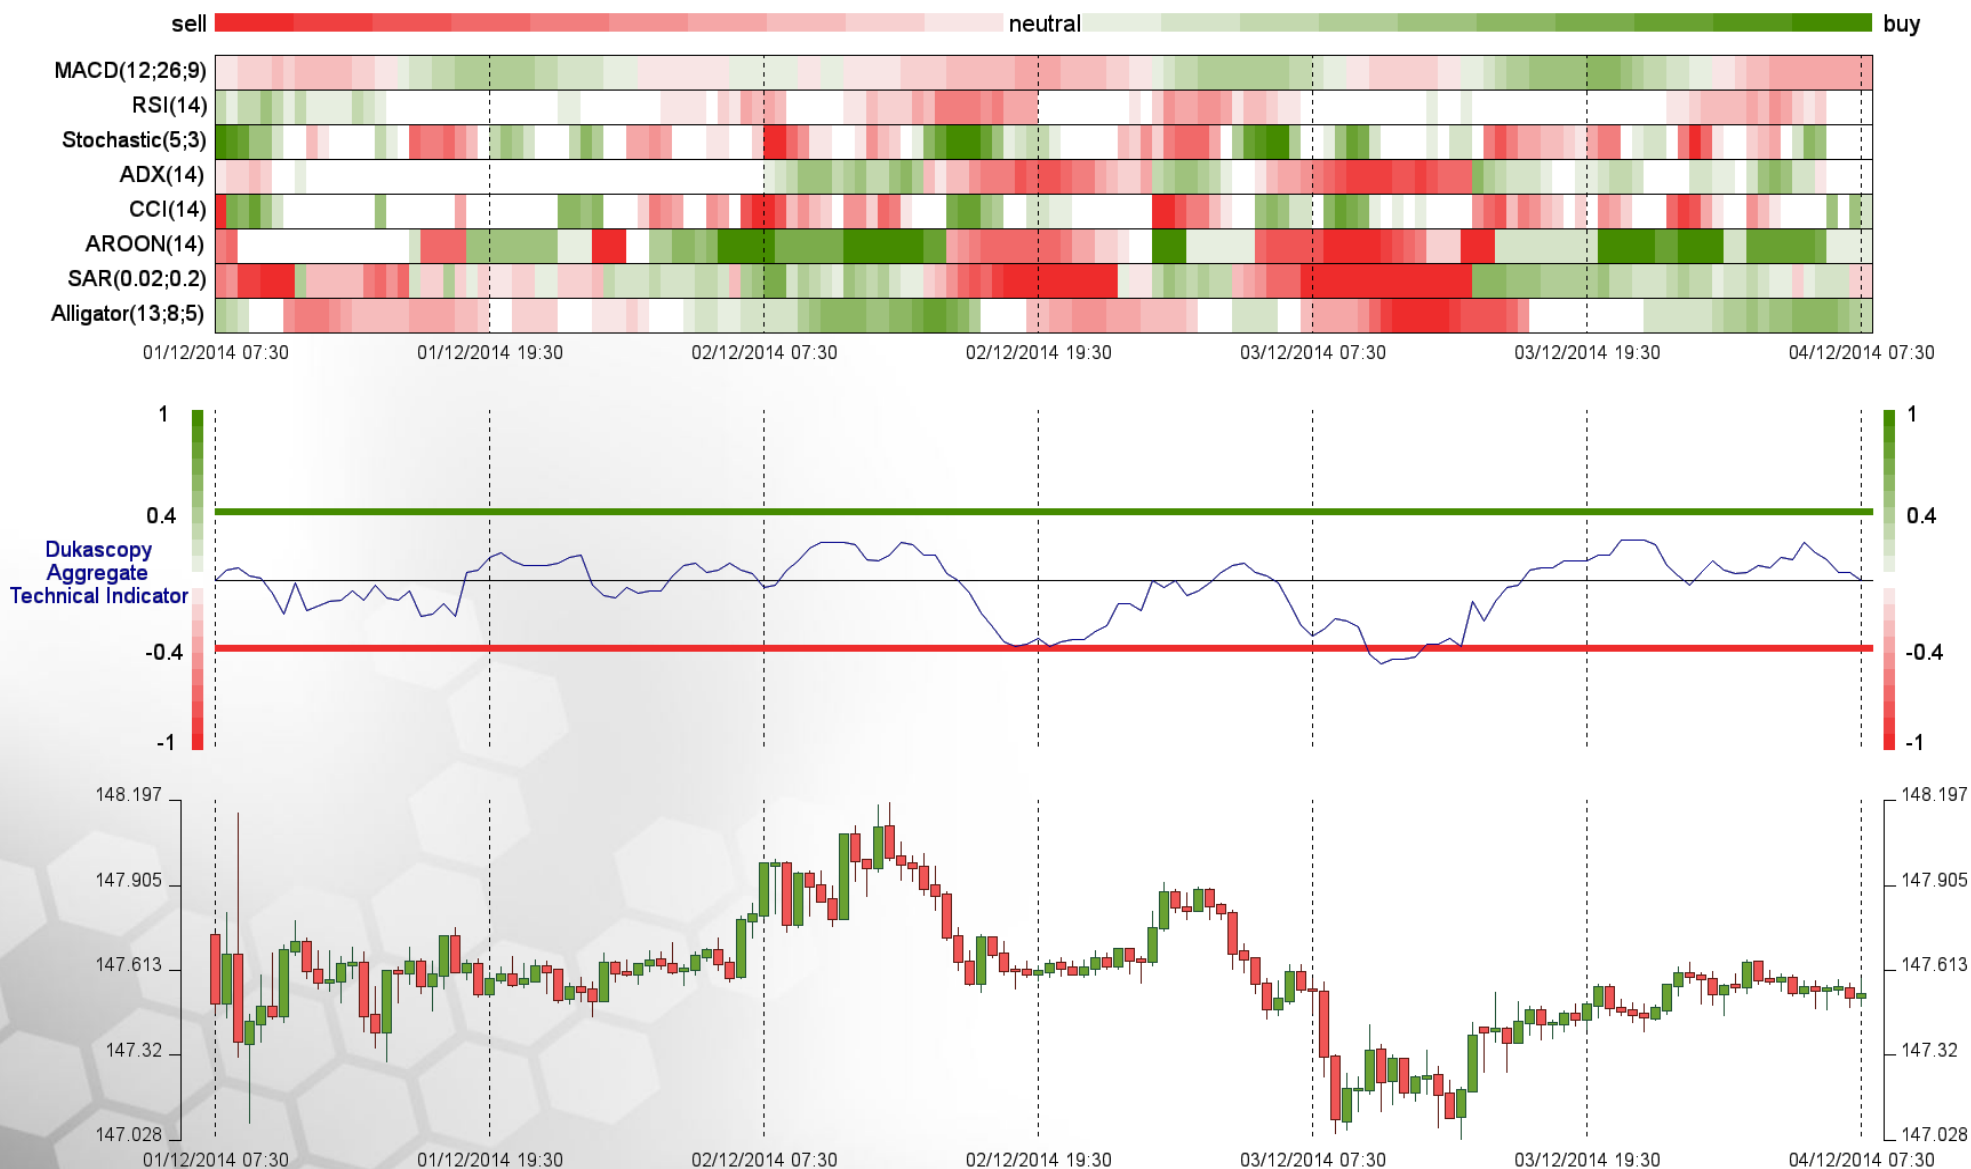 sell neutral buy
MACD(12;26;9)
RSI(14)
Stochastic(5;3)
ADX(14)
CCI(14)
AROON(14)
SAR(0.02;0.2)
Alligator(13;8;5)
01/12/2014 07:30 01/12/2014 19:30 02/12/2014 07:30 02/12/2014 19:30 03/12/2014 07:30 03/12/2014 19:30 04/12/2014 07:30
1 1
0.4 0.4
Dukascopy
Aggregate
Technical Indicator
-0.4 -0.4
-1 -1
148.197 148.197
147.905 147.905
147.613 147.613
147.32 147.32
147.028 147.028
01/12/2014 07:30 01/12/2014 19:30 02/12/2014 07:30 02/12/2014 19:30 03/12/2014 07:30 03/12/2014 19:30 04/12/2014 07:30